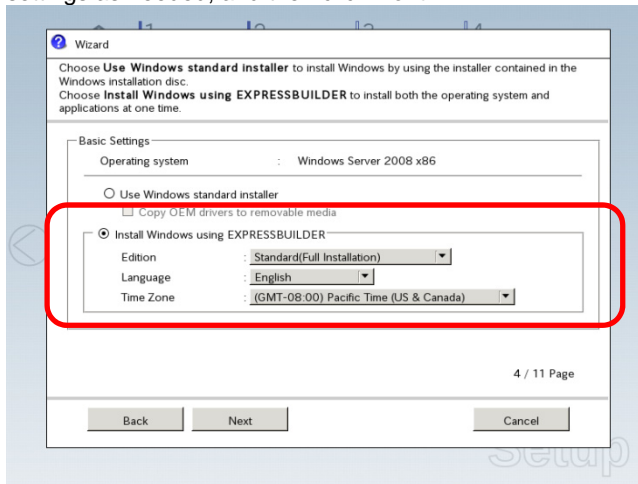 Wizard
Choose Use Windows standard installer to install Windows by using the installer contained in the
Windows installation disc.
Choose Install Windows using EXPRESSBUILDER to install both the operating system and
applications at one time.
Basic Settings
Operating system : Windows Server 2008 x86
Use Windows standard installer
Copy OEM drivers to removable media
Install Windows using EXPRESSBUILDER
Edition : Standard(Full Installation)
Language : English
Time Zone : (GMT-08:00) Pacific Time (US & Canada)
4 / 11 Page
Back Next Cancel
Setup